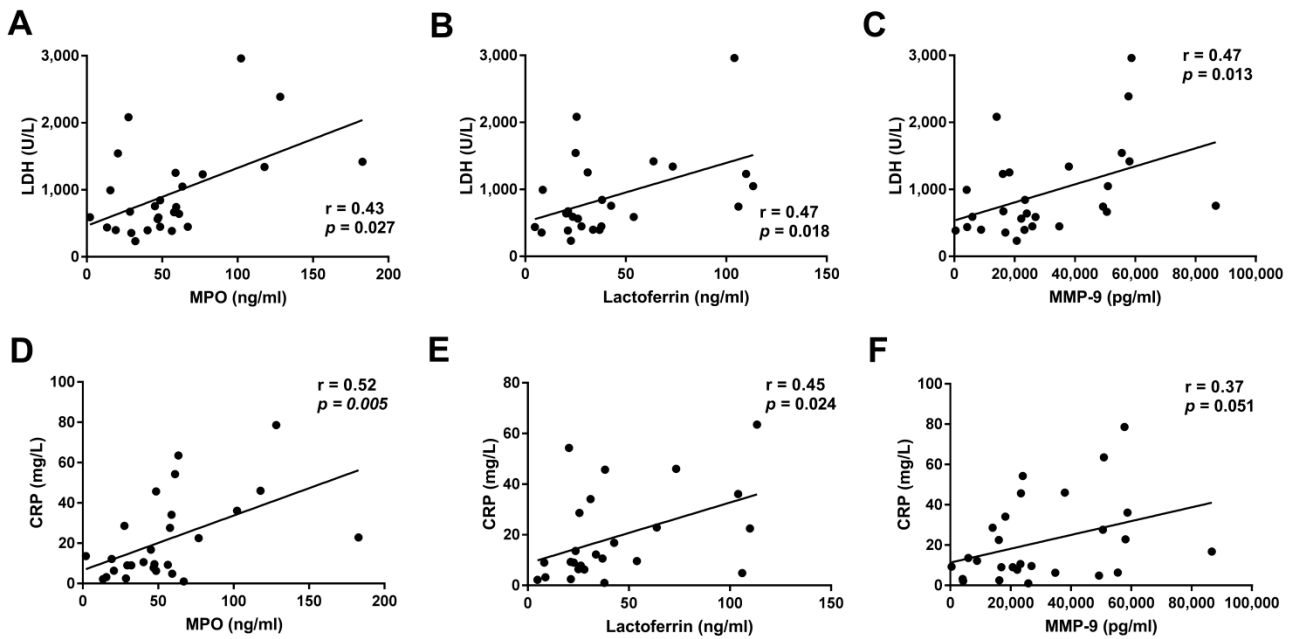 A
3,000
2,000
1,000
0
LDH (U/L)
0 50 100 150 200
MPO (ng/ml)
r = 0.43
p = 0.027
B
3,000
2,000
1,000
0
LDH (U/L)
0 50 100 150
Lactoferrin (ng/ml)
r = 0.47
p = 0.018
C
3,000
2,000
1,000
0
LDH (U/L)
0 20,000 40,000 60,000 80,000 100,000
MMP-9 (pg/ml)
r = 0.47
p = 0.013
D
100
80
60
40
20
0
CRP (mg/L)
0 50 100 150 200
MPO (ng/ml)
r = 0.52
p = 0.005
E
80
60
40
20
0
CRP (mg/L)
0 50 100 150
Lactoferrin (ng/ml)
r = 0.45
p = 0.024
F
100
80
60
40
20
0
CRP (mg/L)
0 20,000 40,000 60,000 80,000 100,000
MMP-9 (pg/ml)
r = 0.37
p = 0.051